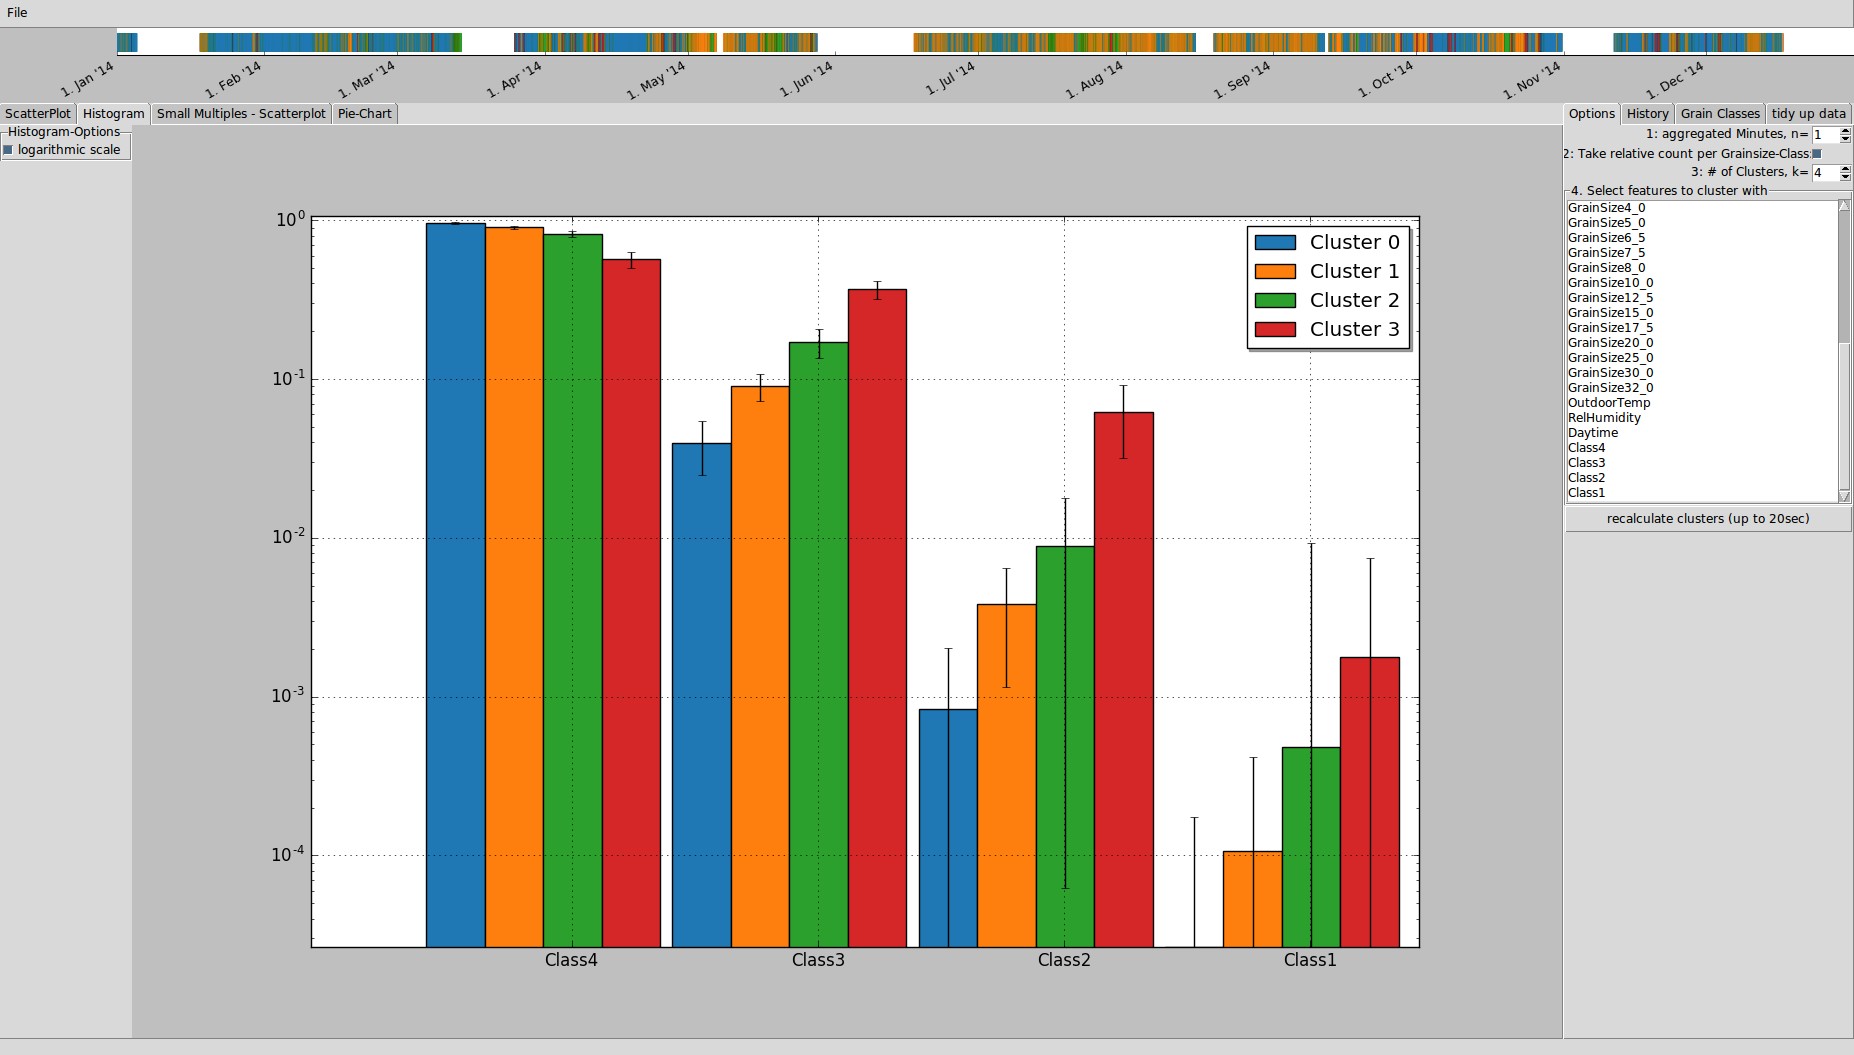 File
1. Jan '14
1. Feb '14
1. Mar '14
1. Apr '14
1. May '14
1. Jun '14
1. Jul '14
1. Aug '14
1. Sep '14
1. Oct '14
1. Nov '14
1. Dec '14
ScatterPlot
Histogram
Small Multiples - Scatterplot
Pie-Chart
Histogram-Options
logarithmic scale
10^0
10^-1
10^-2
10^-3
10^-4
Class4
Class3
Class2
Class1
Cluster 0
Cluster 1
Cluster 2
Cluster 3
Options
History
Grain Classes
tidy up data
1: aggregated Minutes, n= 1
2: Take relative count per Grainsize-Class:
3: # of Clusters, k= 4
4. Select features to cluster with
GrainSize4_0
GrainSize5_0
GrainSize6_5
GrainSize7_5
GrainSize8_0
GrainSize10_0
GrainSize12_5
GrainSize15_0
GrainSize17_5
GrainSize20_0
GrainSize25_0
GrainSize30_0
GrainSize32_0
OutdoorTemp
RelHumidity
Daytime
Class4
Class3
Class2
Class1
recalculate clusters (up to 20sec)